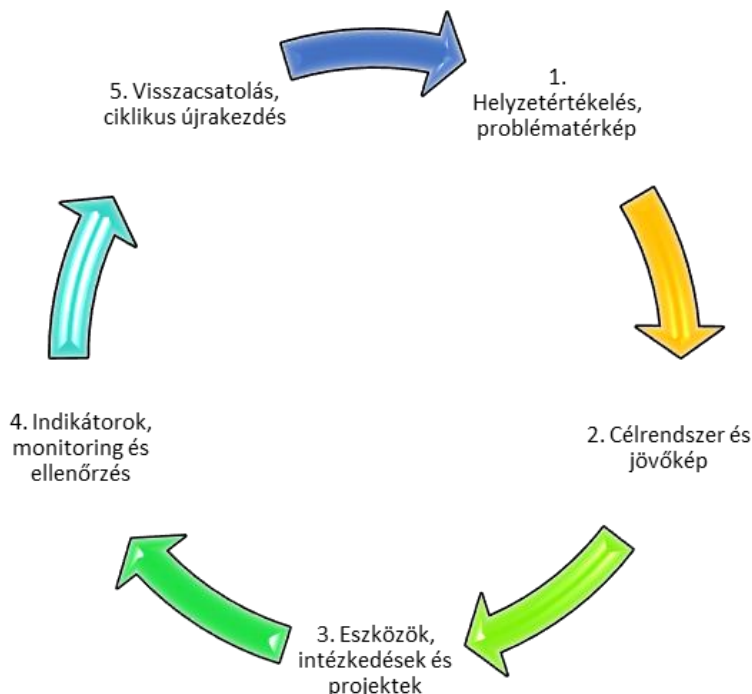 1.
Helyzetértékelés,
problématérkép
2. Célrendszer és
jövőkép
3. Eszközök,
intézkedések és
projektek
4. Indikátorok,
monitoring és
ellenőrzés
5. Visszacsatolás,
ciklikus újrakezdés